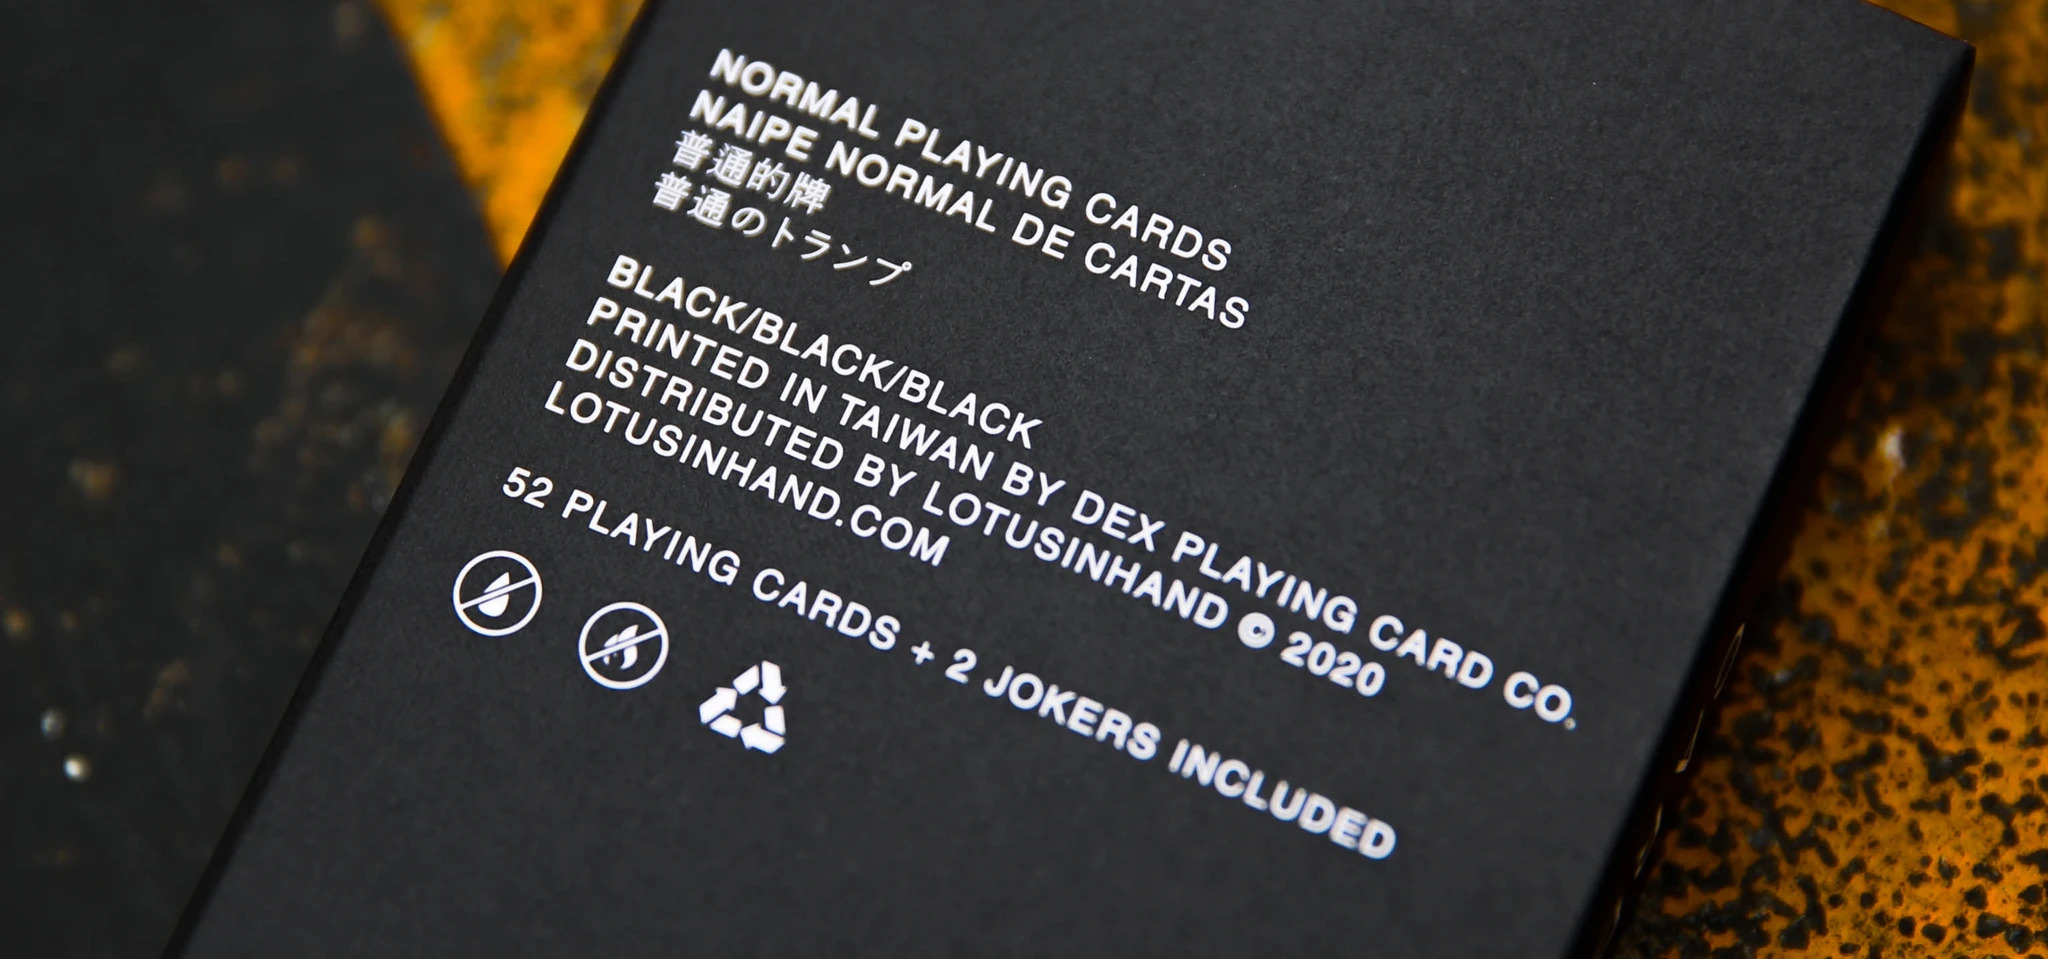 NORMAL PLAYING CARDS
NAIPE NORMAL DE CARTAS
普通的牌
普通のトランプ
BLACK/BLACK/BLACK
PRINTED IN TAIWAN BY DEX PLAYING CARD CO.
DISTRIBUTED BY LOTUSINHAND © 2020
LOTUSINHAND.COM
52 PLAYING CARDS + 2 JOKERS INCLUDED